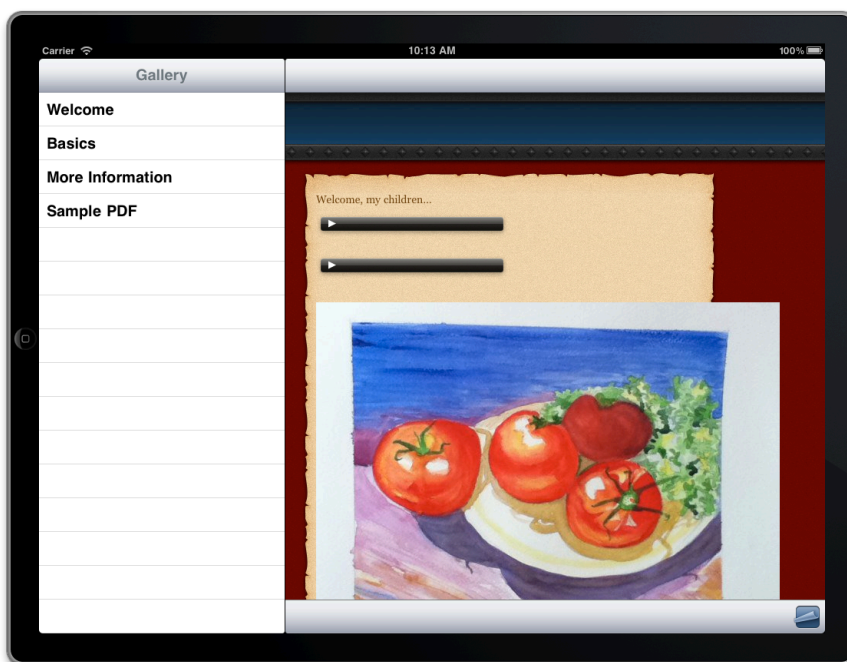 Carrier 10:13 AM 100%
Gallery
Welcome
Basics
More Information
Sample PDF
Welcome, my children...